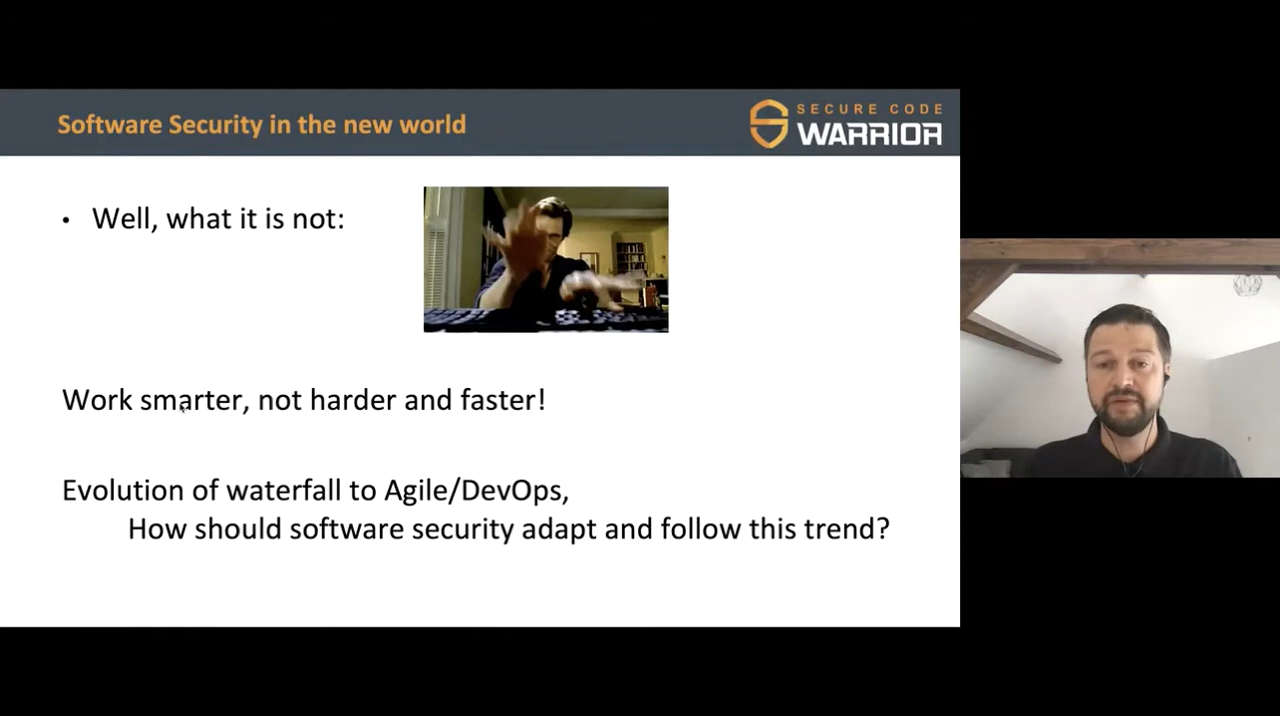 Software Security in the new world
SECURE CODE
WARRIOR
• Well, what it is not:
Work smarter, not harder and faster!
Evolution of waterfall to Agile/DevOps,
How should software security adapt and follow this trend?